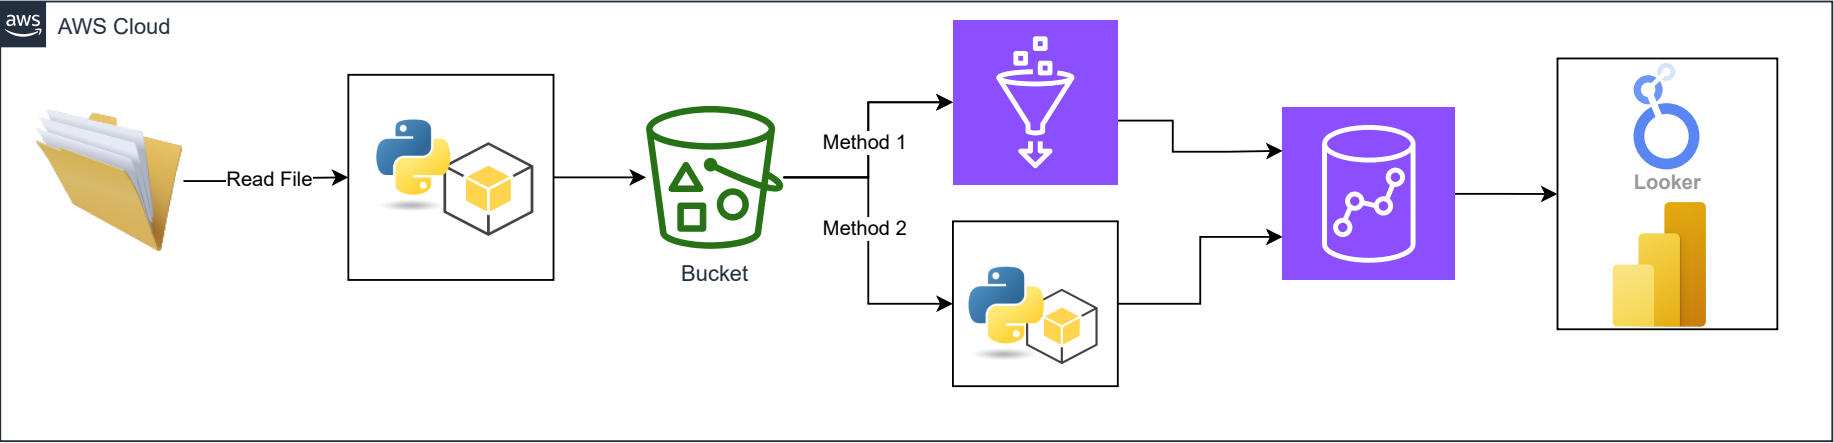 aws
AWS Cloud
Read File
Bucket
Method 1
Method 2
Looker